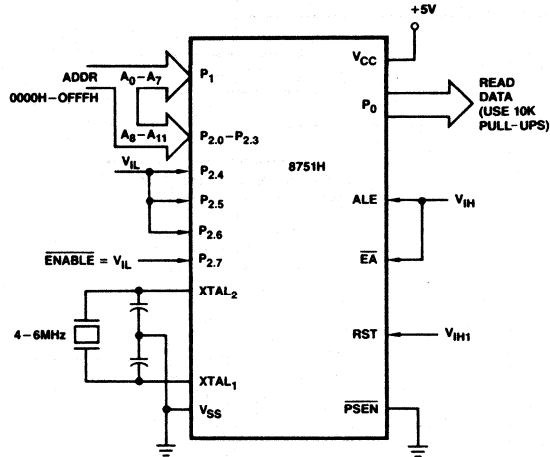 +5V
ADDR
0000H-OFFFH
A0-A7
A8-A11
P1
P2.0-P2.3
VIL
P2.4
P2.5
P2.6
ENABLE = VIL
P2.7
XTAL2
4-6MHz
XTAL1
VSS
8751H
VCC
P0
READ
DATA
(USE 10K
PULL-UPS)
ALE
VIH
EA
RST
VIH1
PSEN